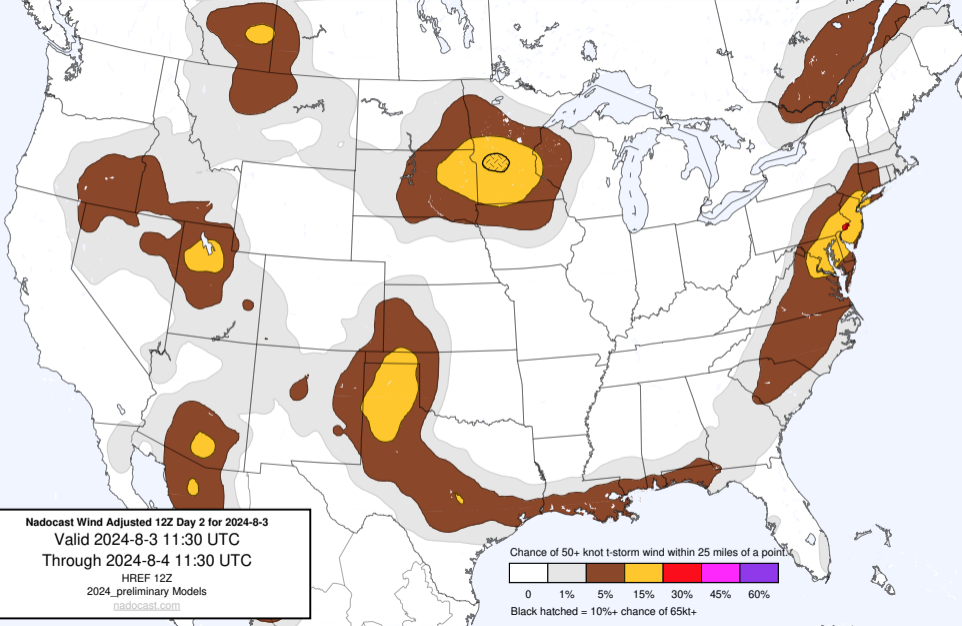 Nadocast Wind Adjusted 12Z Day 2 for 2024-8-3
Valid 2024-8-3 11:30 UTC
Through 2024-8-4 11:30 UTC
HREF 12Z
2024_preliminary Models
nadocast.com
Chance of 50+ knot t-storm wind within 25 miles of a point.
0 1% 5% 15% 30% 45% 60%
Black hatched = 10%+ chance of 65kt+